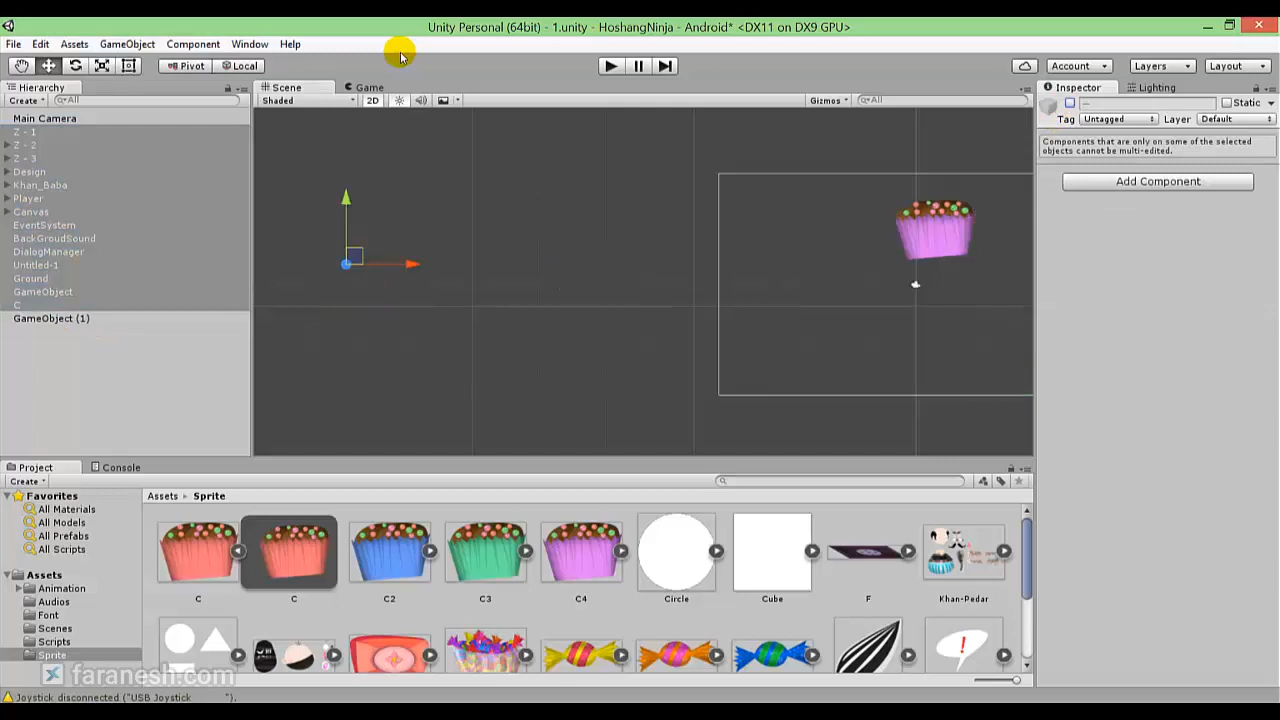 Unity Personal (64bit) - 1.unity - HoshangNinja - Android* <DX11 on DX9 GPU>
File Edit Assets GameObject Component Window Help
Pivot Local Account Layers Layout
Hierarchy Scene Game Inspector Lighting
Create All Shaded 2D Gizmos All Static
Tag Untagged Layer Default
Main Camera
Z - 1
Z - 2
Z - 3
Design
Khan_Baba
Player
Canvas
EventSystem
BackGroudSound
DialogManager
Untitled-1
Ground
GameObject
C
GameObject (1)
Components that are only on some of the selected
objects cannot be multi-edited.
Add Component
Project Console
Create
Favorites
All Materials
All Models
All Prefabs
All Scripts
Assets
Animation
Audios
Font
Scenes
Scripts
Sprite
Assets Sprite
C C C2 C3 C4 Circle Cube F Khan-Pedar
faranesh.com
Joystick disconnected ("USB Joystick ").